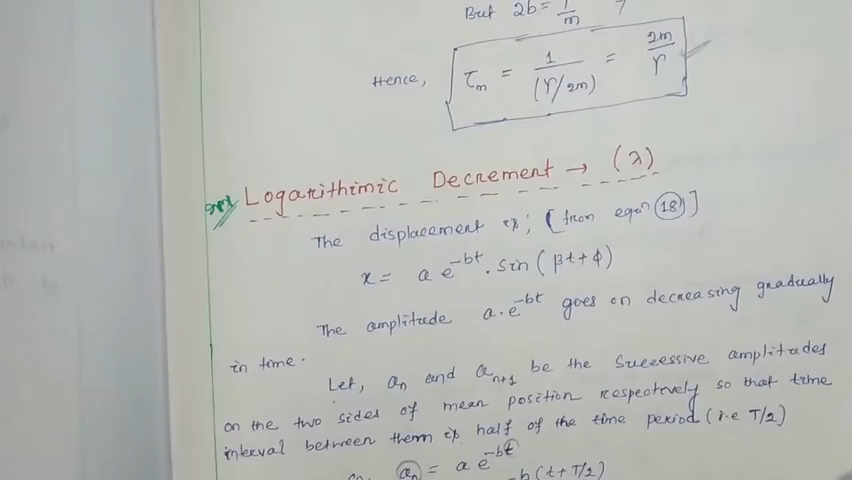 But 2b = γ/m
Hence, τm = 1/(γ/2m) = 2m/γ
Logarithimic Decrement → (λ)
The displacement is; [from eqn (18)]
x = a e^-bt . sin (βt + φ)
The amplitude a.e^-bt goes on decreasing gradually
in time.
Let, an and an+1 be the successive amplitudes
on the two sides of mean position respectively so that time
interval between them is half of the time period (i.e T/2)
an = a e^-bt
-b(t+T/2)